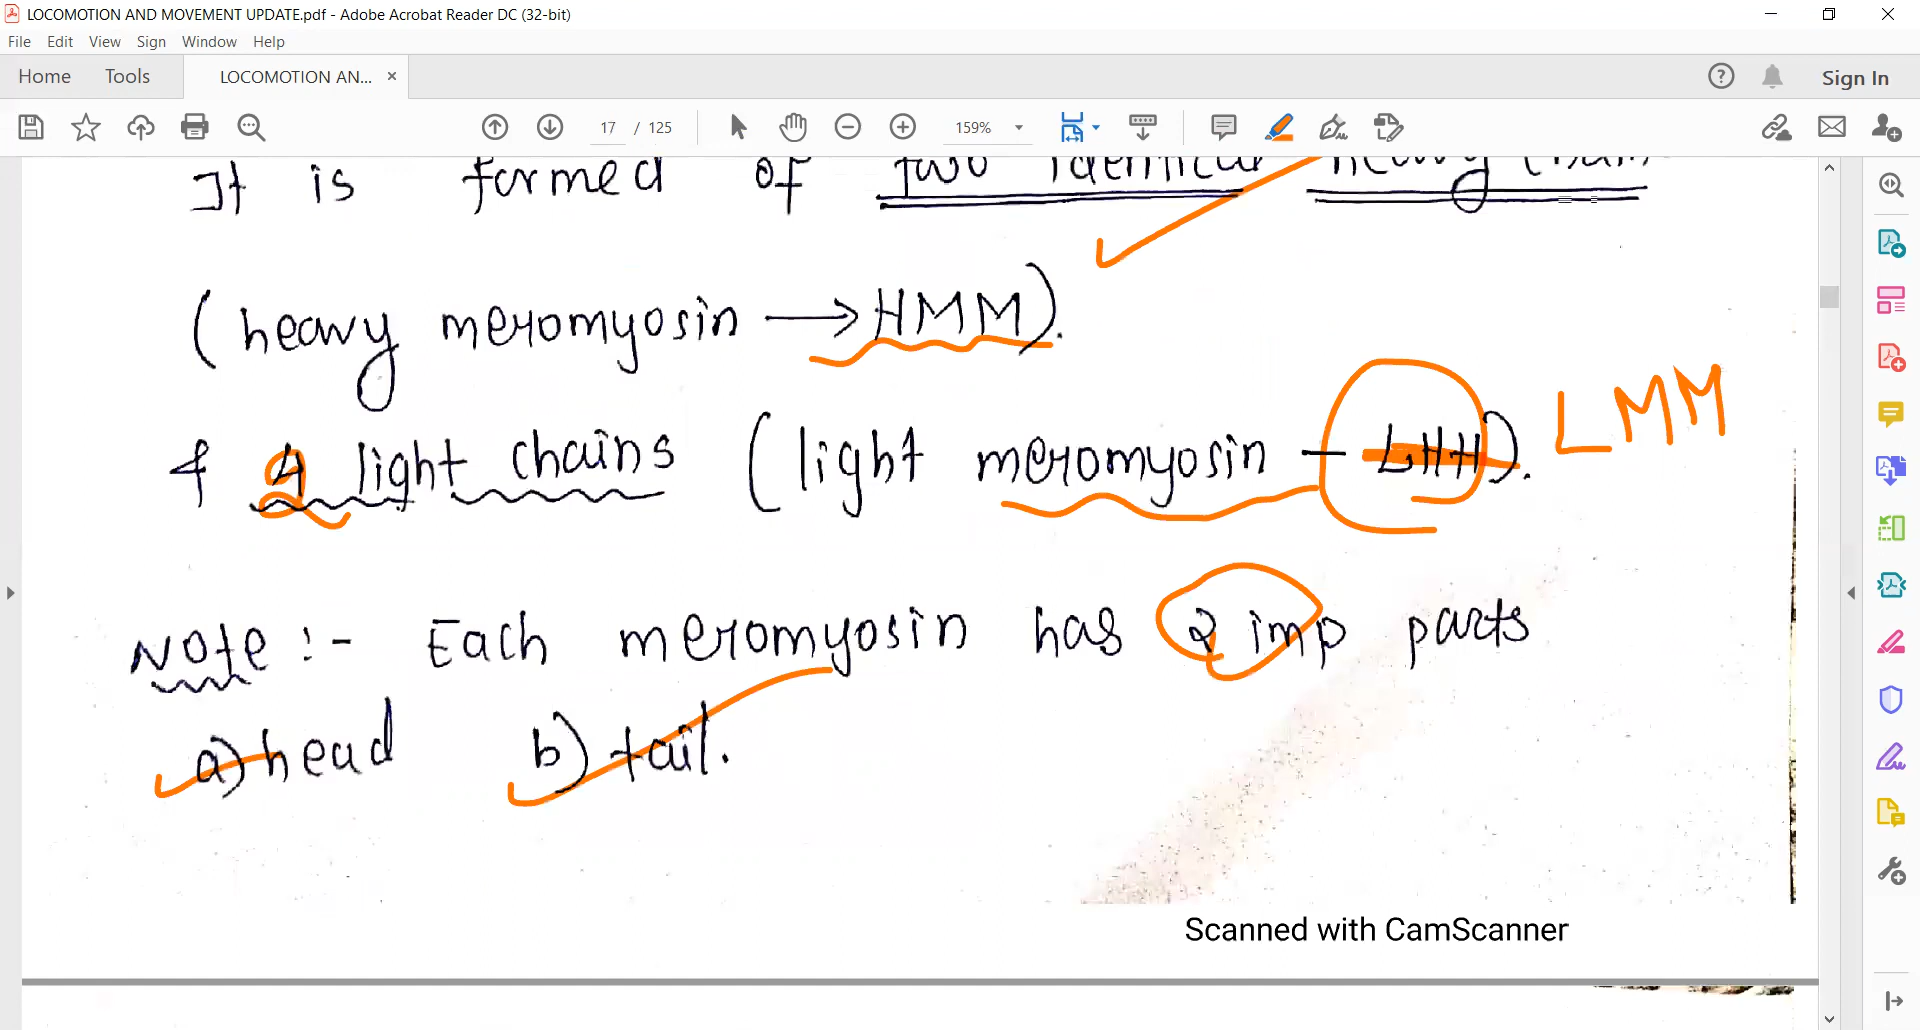 LOCOMOTION AND MOVEMENT UPDATE.pdf - Adobe Acrobat Reader DC (32-bit)
File Edit View Sign Window Help
Home Tools LOCOMOTION AN... × Sign In
17 / 125 159%
It is formed of two identical heavy chain
(heavy meromyosin → HMM).
& 4 light chains (light meromyosin - LHH). LMM
Note :- Each meromyosin has 2 imp parts
a) head b) tail.
Scanned with CamScanner